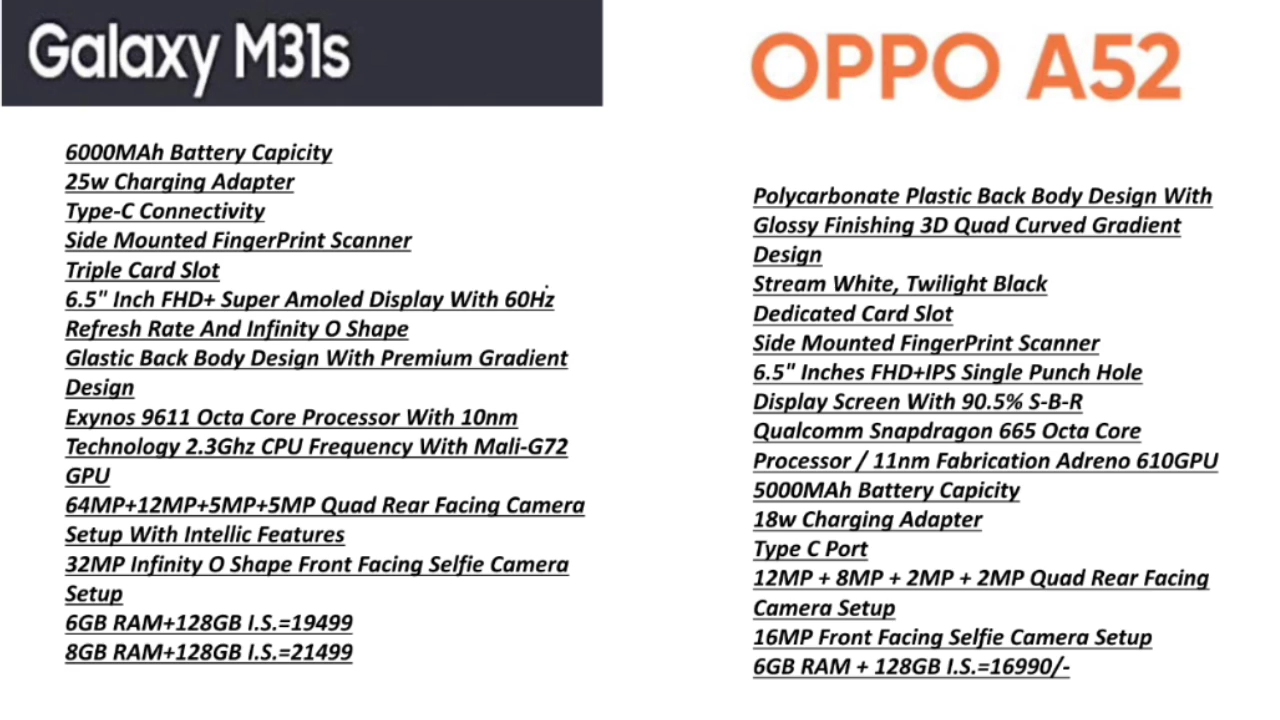 Galaxy M31s
6000MAh Battery Capicity
25w Charging Adapter
Type-C Connectivity
Side Mounted FingerPrint Scanner
Triple Card Slot
6.5" Inch FHD+ Super Amoled Display With 60Hz
Refresh Rate And Infinity O Shape
Glastic Back Body Design With Premium Gradient
Design
Exynos 9611 Octa Core Processor With 10nm
Technology 2.3Ghz CPU Frequency With Mali-G72
GPU
64MP+12MP+5MP+5MP Quad Rear Facing Camera
Setup With Intellic Features
32MP Infinity O Shape Front Facing Selfie Camera
Setup
6GB RAM+128GB I.S.=19499
8GB RAM+128GB I.S.=21499
OPPO A52
Polycarbonate Plastic Back Body Design With
Glossy Finishing 3D Quad Curved Gradient
Design
Stream White, Twilight Black
Dedicated Card Slot
Side Mounted FingerPrint Scanner
6.5" Inches FHD+IPS Single Punch Hole
Display Screen With 90.5% S-B-R
Qualcomm Snapdragon 665 Octa Core
Processor / 11nm Fabrication Adreno 610GPU
5000MAh Battery Capicity
18w Charging Adapter
Type C Port
12MP + 8MP + 2MP + 2MP Quad Rear Facing
Camera Setup
16MP Front Facing Selfie Camera Setup
6GB RAM + 128GB I.S.=16990/-